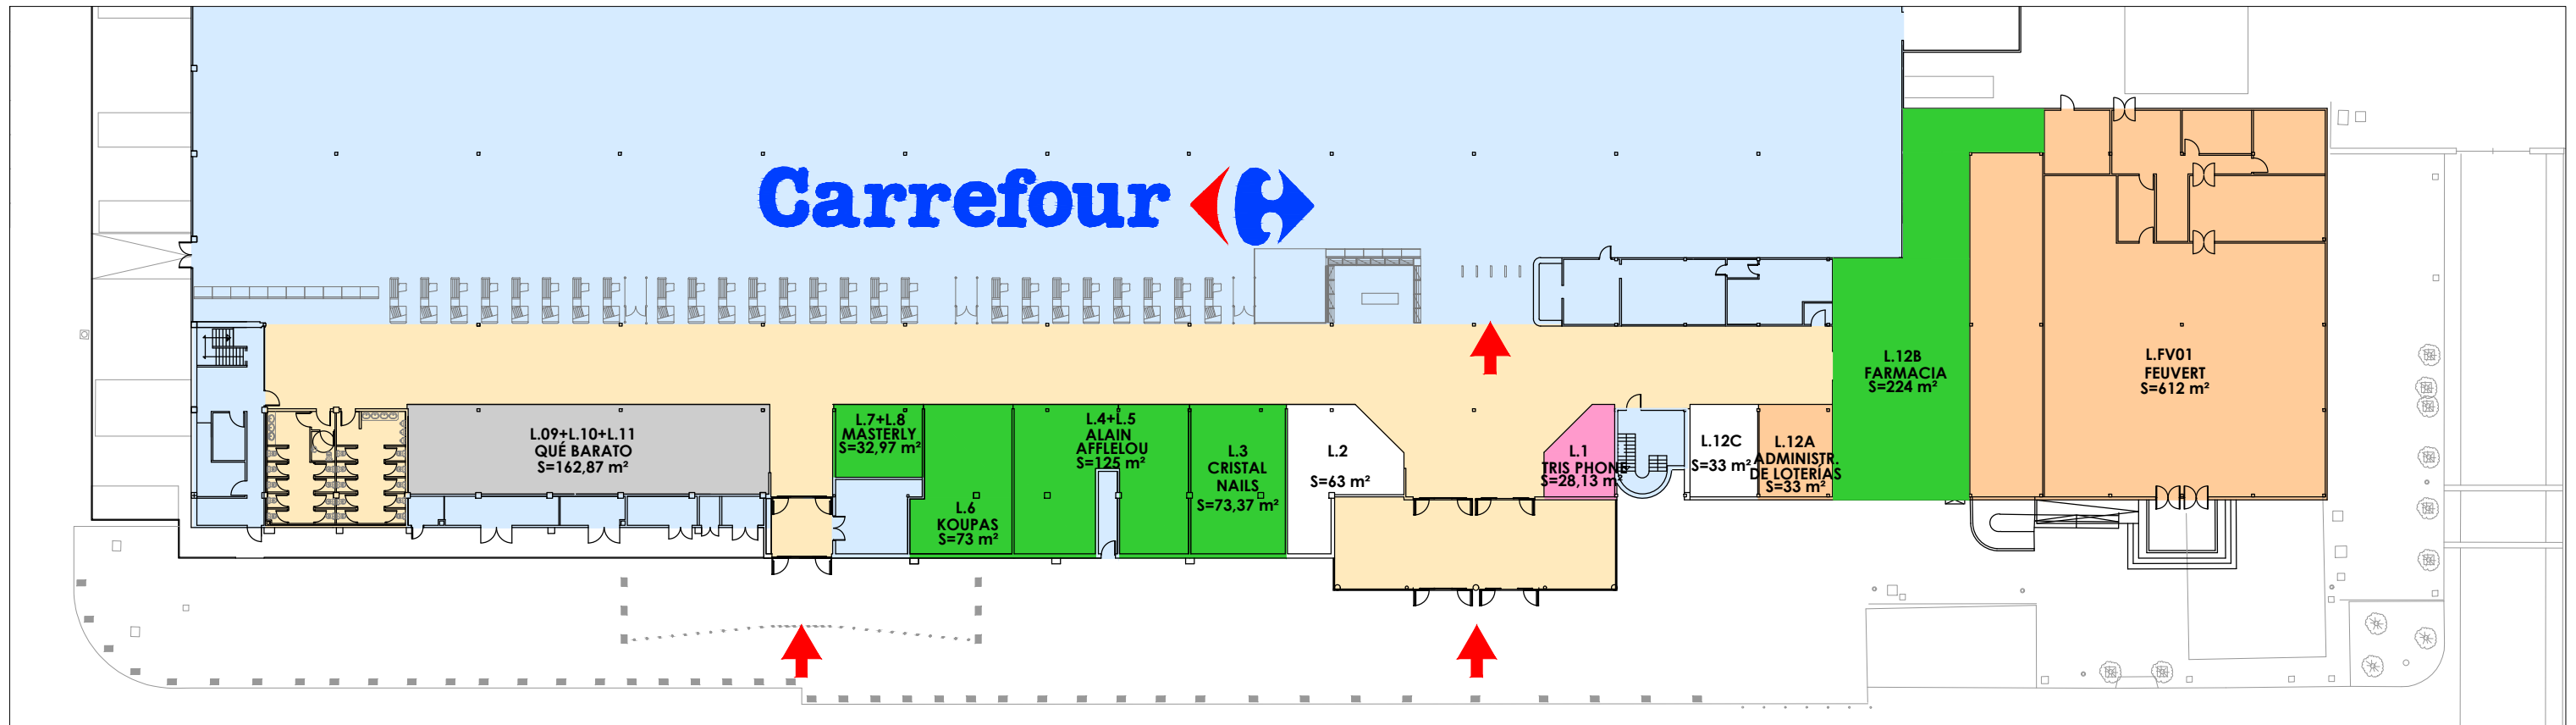 Carrefour
L.12B
FARMACIA
S=224 m²
L.FV01
FEUVERT
S=612 m²
L.09+L.10+L.11
QUÉ BARATO
S=162,87 m²
L.7+L.8
MASTERLY
S=32,97 m²
L.6
KOUPAS
S=73 m²
L.4+L.5
ALAIN
AFFLELOU
S=125 m²
L.3
CRISTAL
NAILS
S=73,37 m²
L.2
S=63 m²
L.1
TRIS PHONE
S=28,13 m²
L.12C
S=33 m²
L.12A
ADMINISTR.
DE LOTERÍAS
S=33 m²